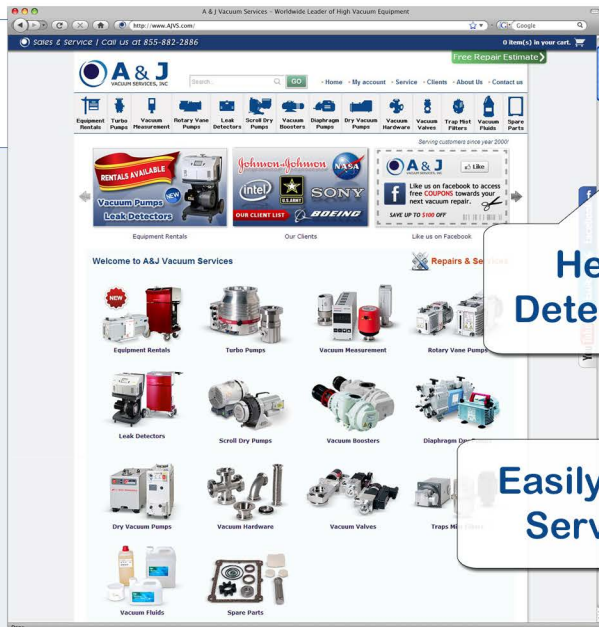 A & J Vacuum Services - Worldwide Leader of High Vacuum Equipment
http://www.AJVS.com/
Google
Sales & Service / Call us at 855-882-2886
0 item(s) in your cart.
Free Repair Estimate
A & J
VACUUM SERVICES, INC
Search..
GO
Home
My account
Service
Clients
About Us
Contact us
Equipment Rentals
Turbo Pumps
Vacuum Measurement
Rotary Vane Pumps
Leak Detectors
Scroll Dry Pumps
Vacuum Boosters
Diaphragm Pumps
Dry Vacuum Pumps
Vacuum Hardware
Vacuum Valves
Trap Mist Filters
Vacuum Fluids
Spare Parts
Serving customers since year 2000!
RENTALS AVAILABLE
NEW
Vacuum Pumps
Leak Detectors
Johnson & Johnson
NASA
intel
U.S.ARMY
SONY
OUR CLIENT LIST
BOEING
A & J
Like
Like us on facebook to access
free COUPONS towards your
next vacuum repair.
SAVE UP TO $100 OFF
Equipment Rentals
Our Clients
Like us on Facebook
Welcome to A&J Vacuum Services
Repairs & Se
He
Dete
NEW
Equipment Rentals
Turbo Pumps
Vacuum Measurement
Rotary Vane Pumps
Leak Detectors
Scroll Dry Pumps
Vacuum Boosters
Diaphragm
Easily
Serv
Dry Vacuum Pumps
Vacuum Hardware
Vacuum Valves
Traps
Vacuum Fluids
Spare Parts